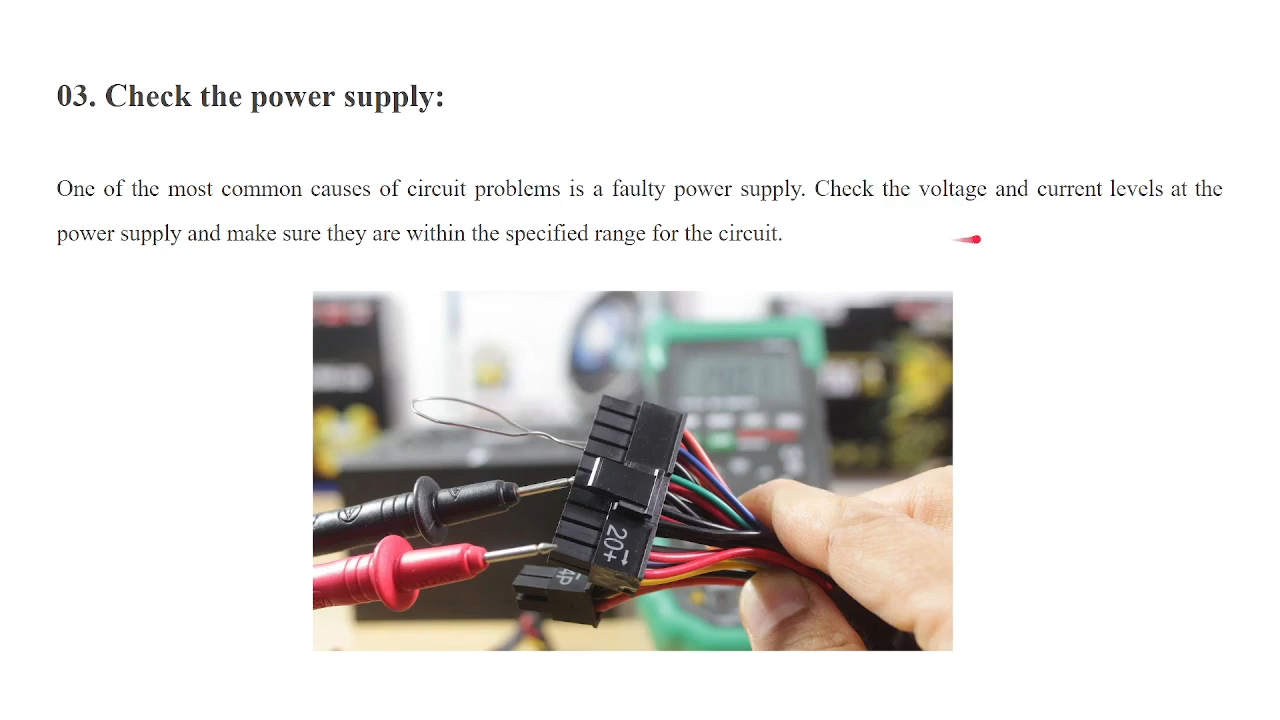 03. Check the power supply:
One of the most common causes of circuit problems is a faulty power supply. Check the voltage and current levels at the
power supply and make sure they are within the specified range for the circuit.
20+
4P